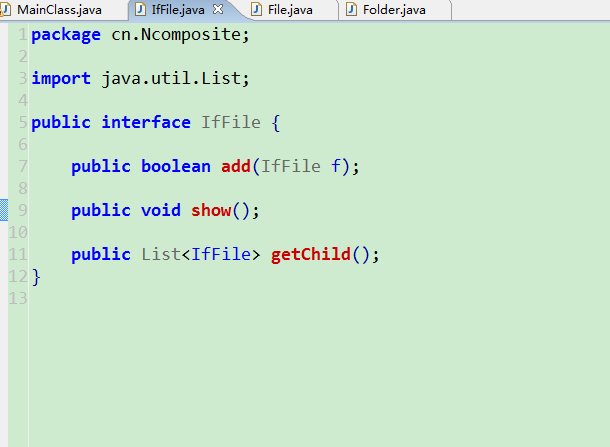 MainClass.java IfFile.java File.java Folder.java
1 package cn.Ncomposite;
2
3 import java.util.List;
4
5 public interface IfFile {
6
7 public boolean add(IfFile f);
8
9 public void show();
10
11 public List<IfFile> getChild();
12 }
13